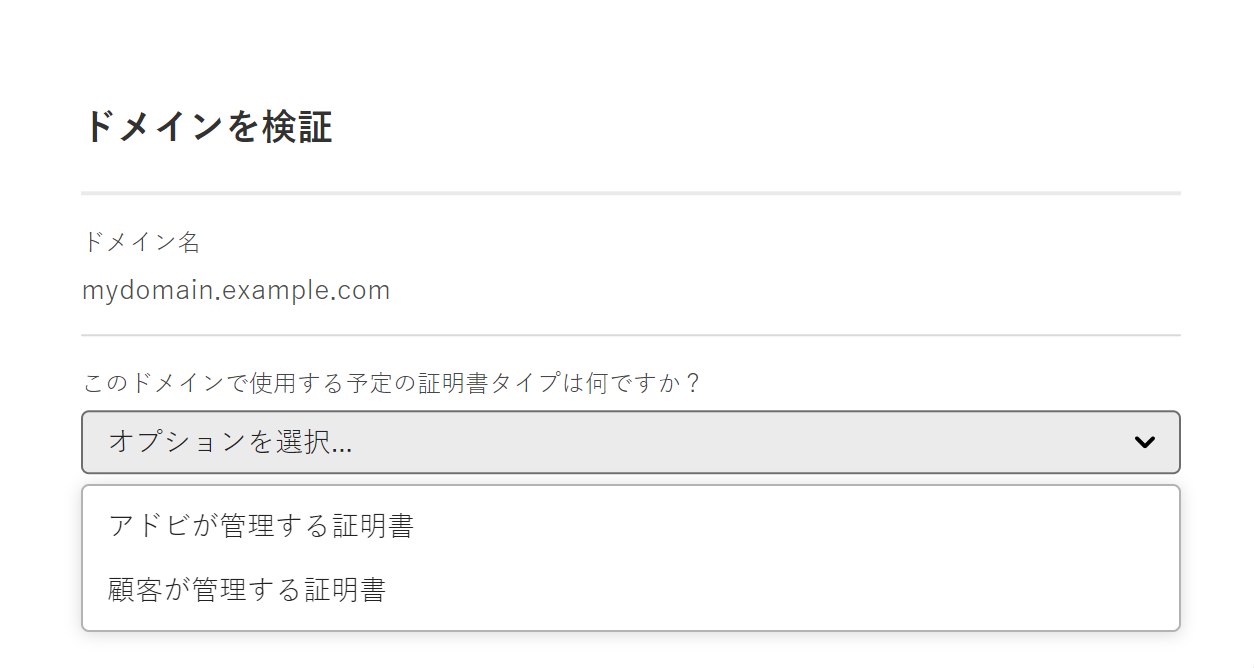 ドメインを検証
ドメイン名
mydomain.example.com
このドメインで使用する予定の証明書タイプは何ですか？
オプションを選択...
アドビが管理する証明書
顧客が管理する証明書